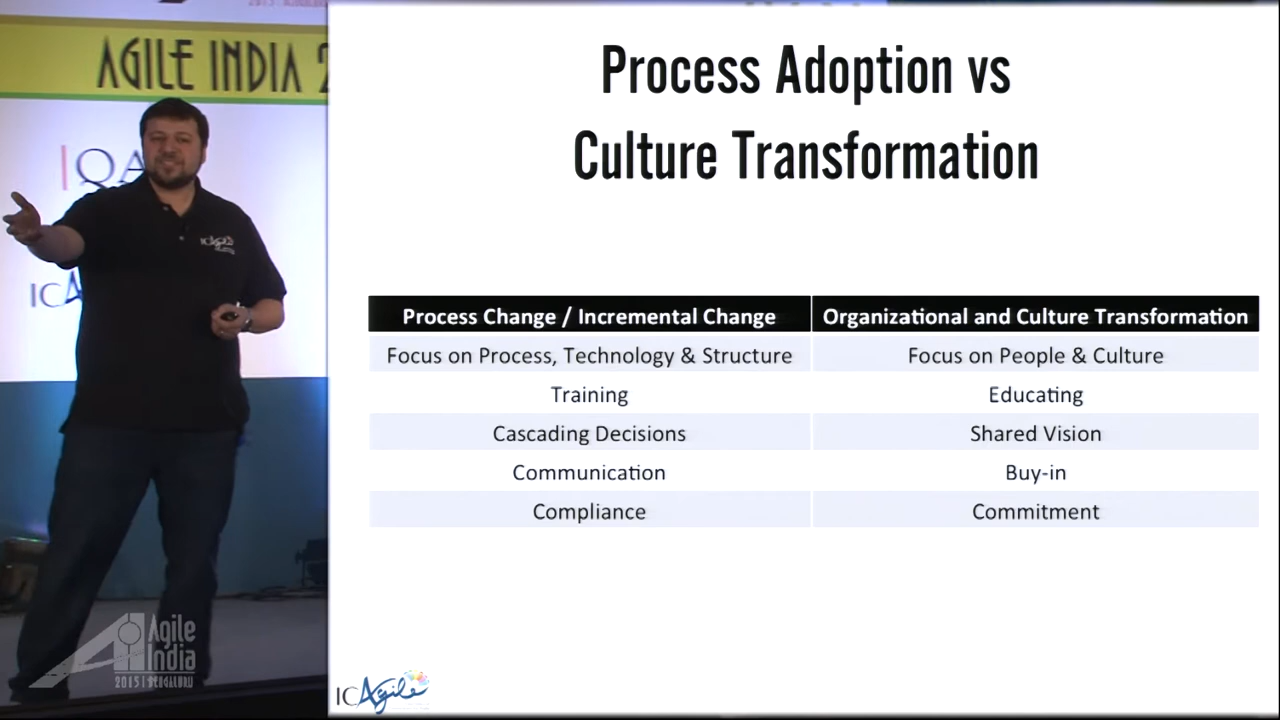 AGILE INDIA 2
IQA
ICA
ICAgile
Process Adoption vs
Culture Transformation
Process Change / Incremental Change
Organizational and Culture Transformation
Focus on Process, Technology & Structure
Focus on People & Culture
Training
Educating
Cascading Decisions
Shared Vision
Communication
Buy-in
Compliance
Commitment
Agile
India
2015 | BENGALURU
ICAgile